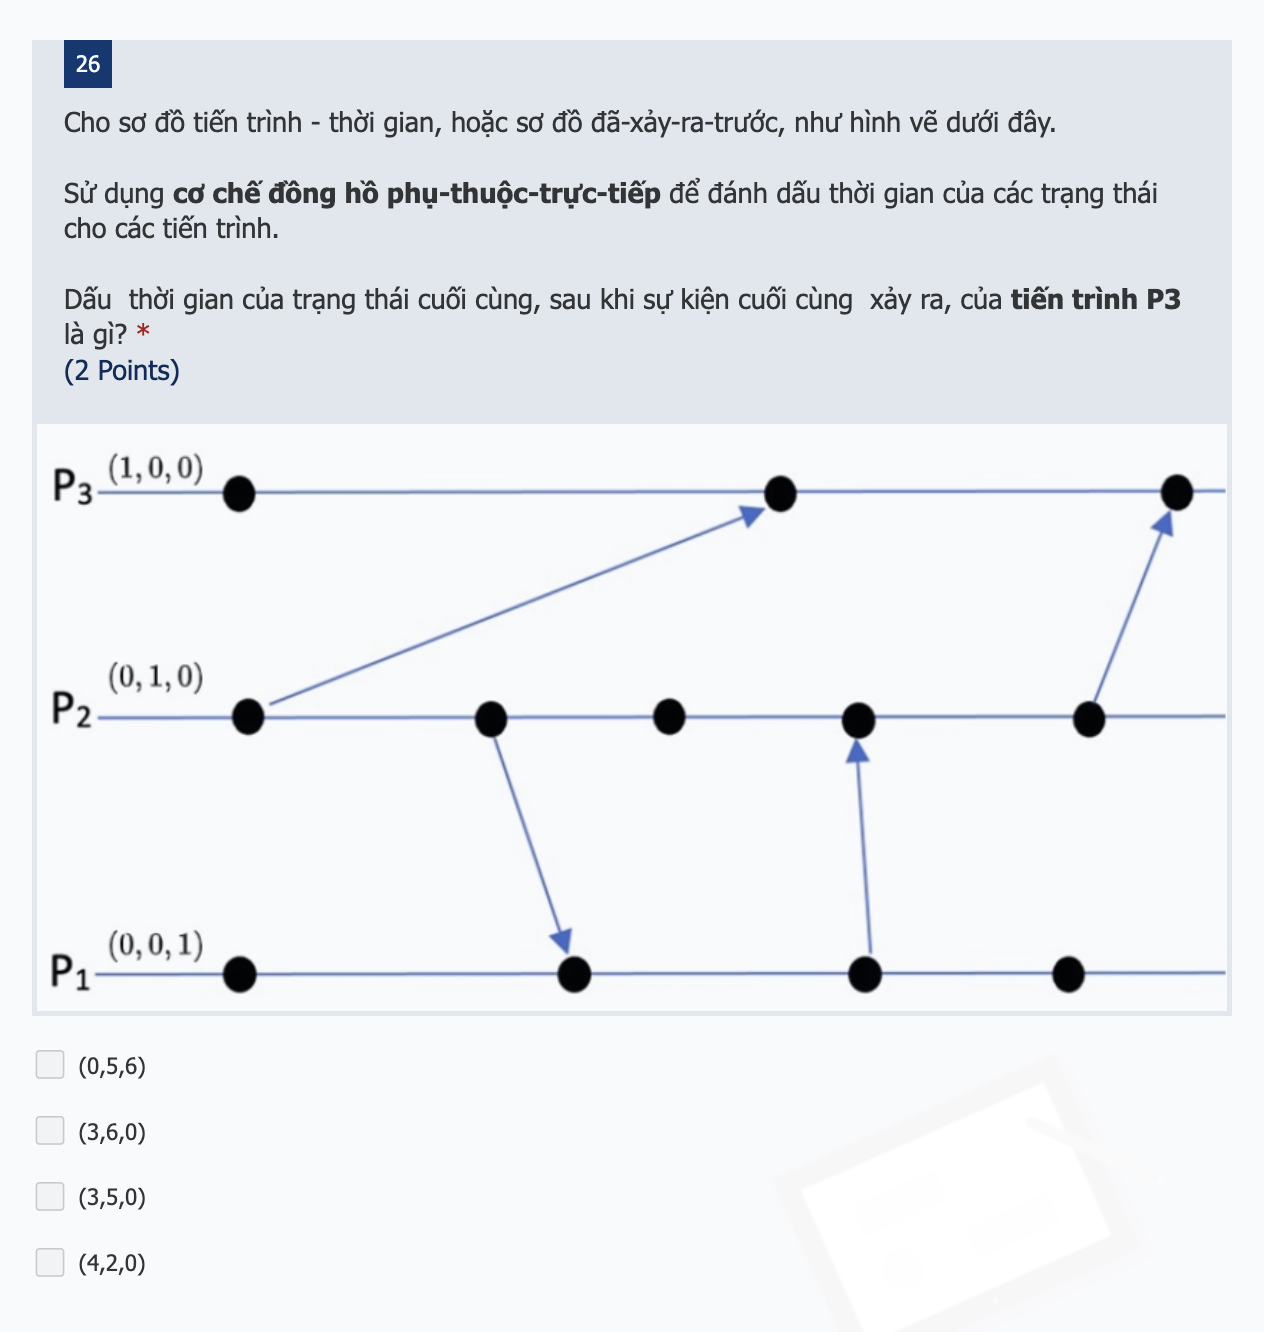 26
Cho sơ đồ tiến trình - thời gian, hoặc sơ đồ đã-xảy-ra-trước, như hình vẽ dưới đây.
Sử dụng cơ chế đồng hồ phụ-thuộc-trực-tiếp để đánh dấu thời gian của các trạng thái
cho các tiến trình.
Dấu thời gian của trạng thái cuối cùng, sau khi sự kiện cuối cùng xảy ra, của tiến trình P3
là gì? *
(2 Points)
P₃ (1, 0, 0)
P₂ (0, 1, 0)
P₁ (0, 0, 1)
(0,5,6)
(3,6,0)
(3,5,0)
(4,2,0)